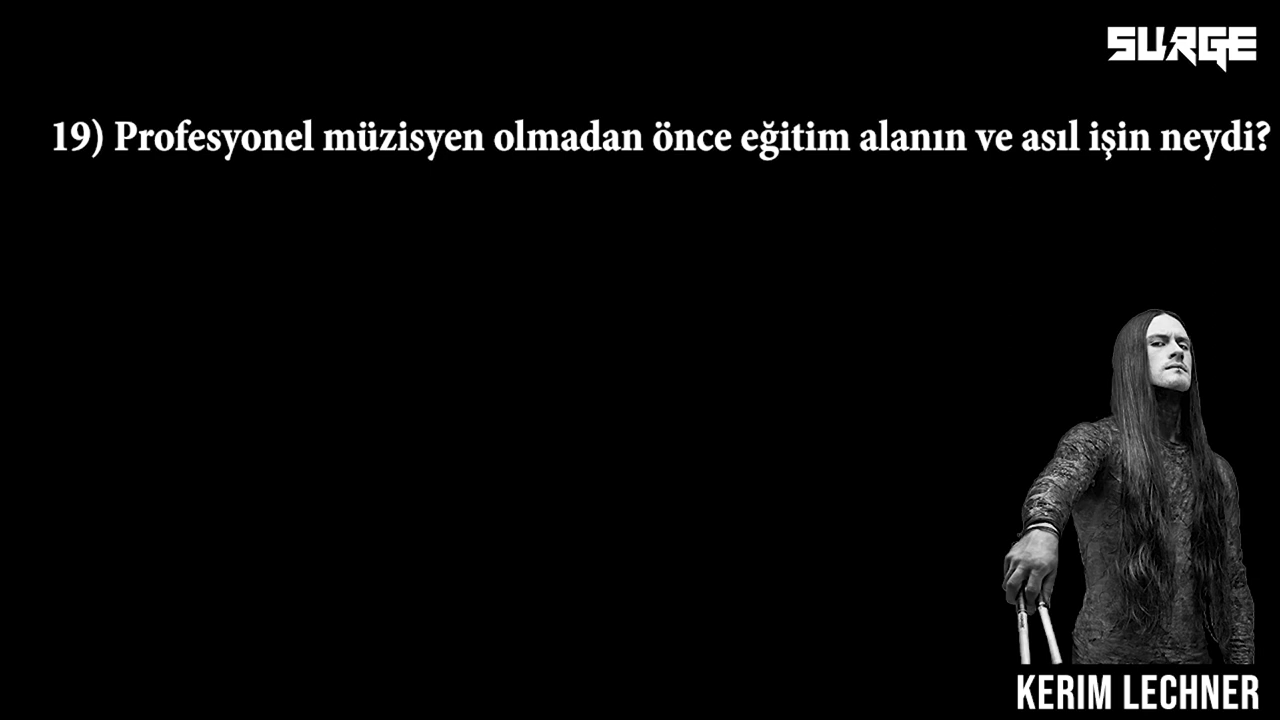 SURGE
19) Profesyonel müzisyen olmadan önce eğitim alanın ve asıl işin neydi?
KERIM LECHNER